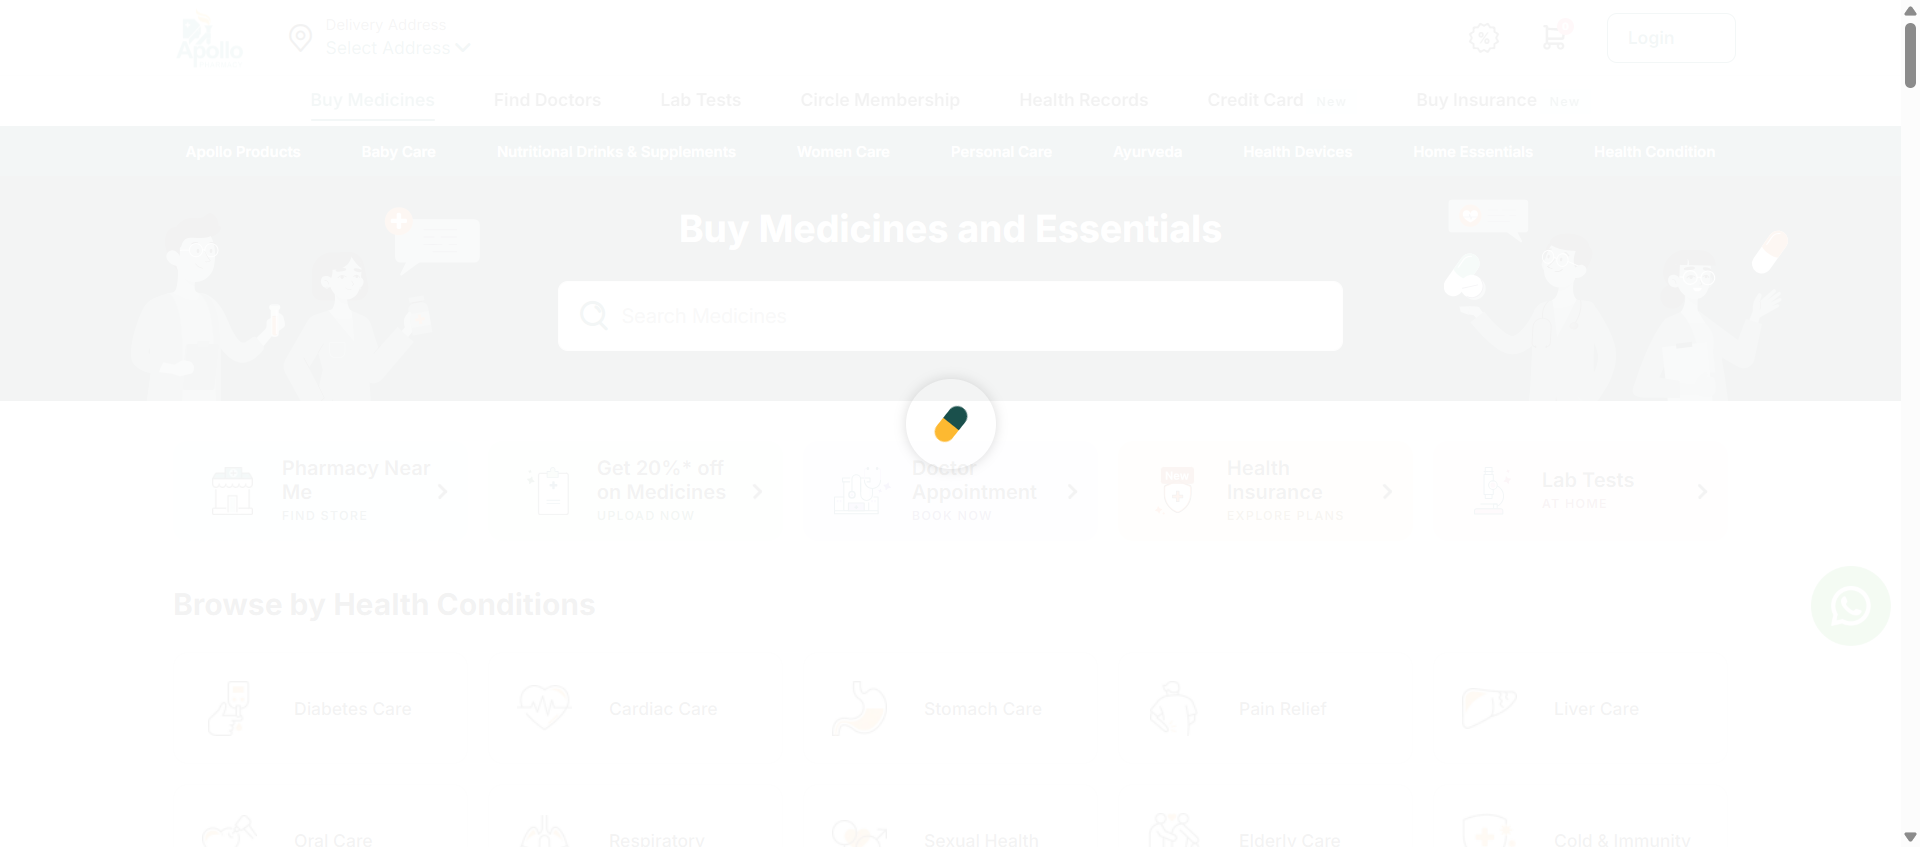 Apollo
Delivery Address
Select Address
Login
Buy Medicines
Find Doctors
Lab Tests
Circle Membership
Health Records
Credit Card New
Buy Insurance New
Apollo Products
Baby Care
Nutritional Drinks & Supplements
Women Care
Personal Care
Ayurveda
Health Devices
Home Essentials
Health Condition
Buy Medicines and Essentials
Search Medicines
Pharmacy Near
Me
FIND STORE
Get 20%* off
on Medicines
UPLOAD NOW
Doctor
Appointment
BOOK NOW
New
Health
Insurance
EXPLORE PLANS
Lab Tests
AT HOME
Browse by Health Conditions
Diabetes Care
Cardiac Care
Stomach Care
Pain Relief
Liver Care
Oral Care
Respiratory
Sexual Health
Elderly Care
Cold & Immunity